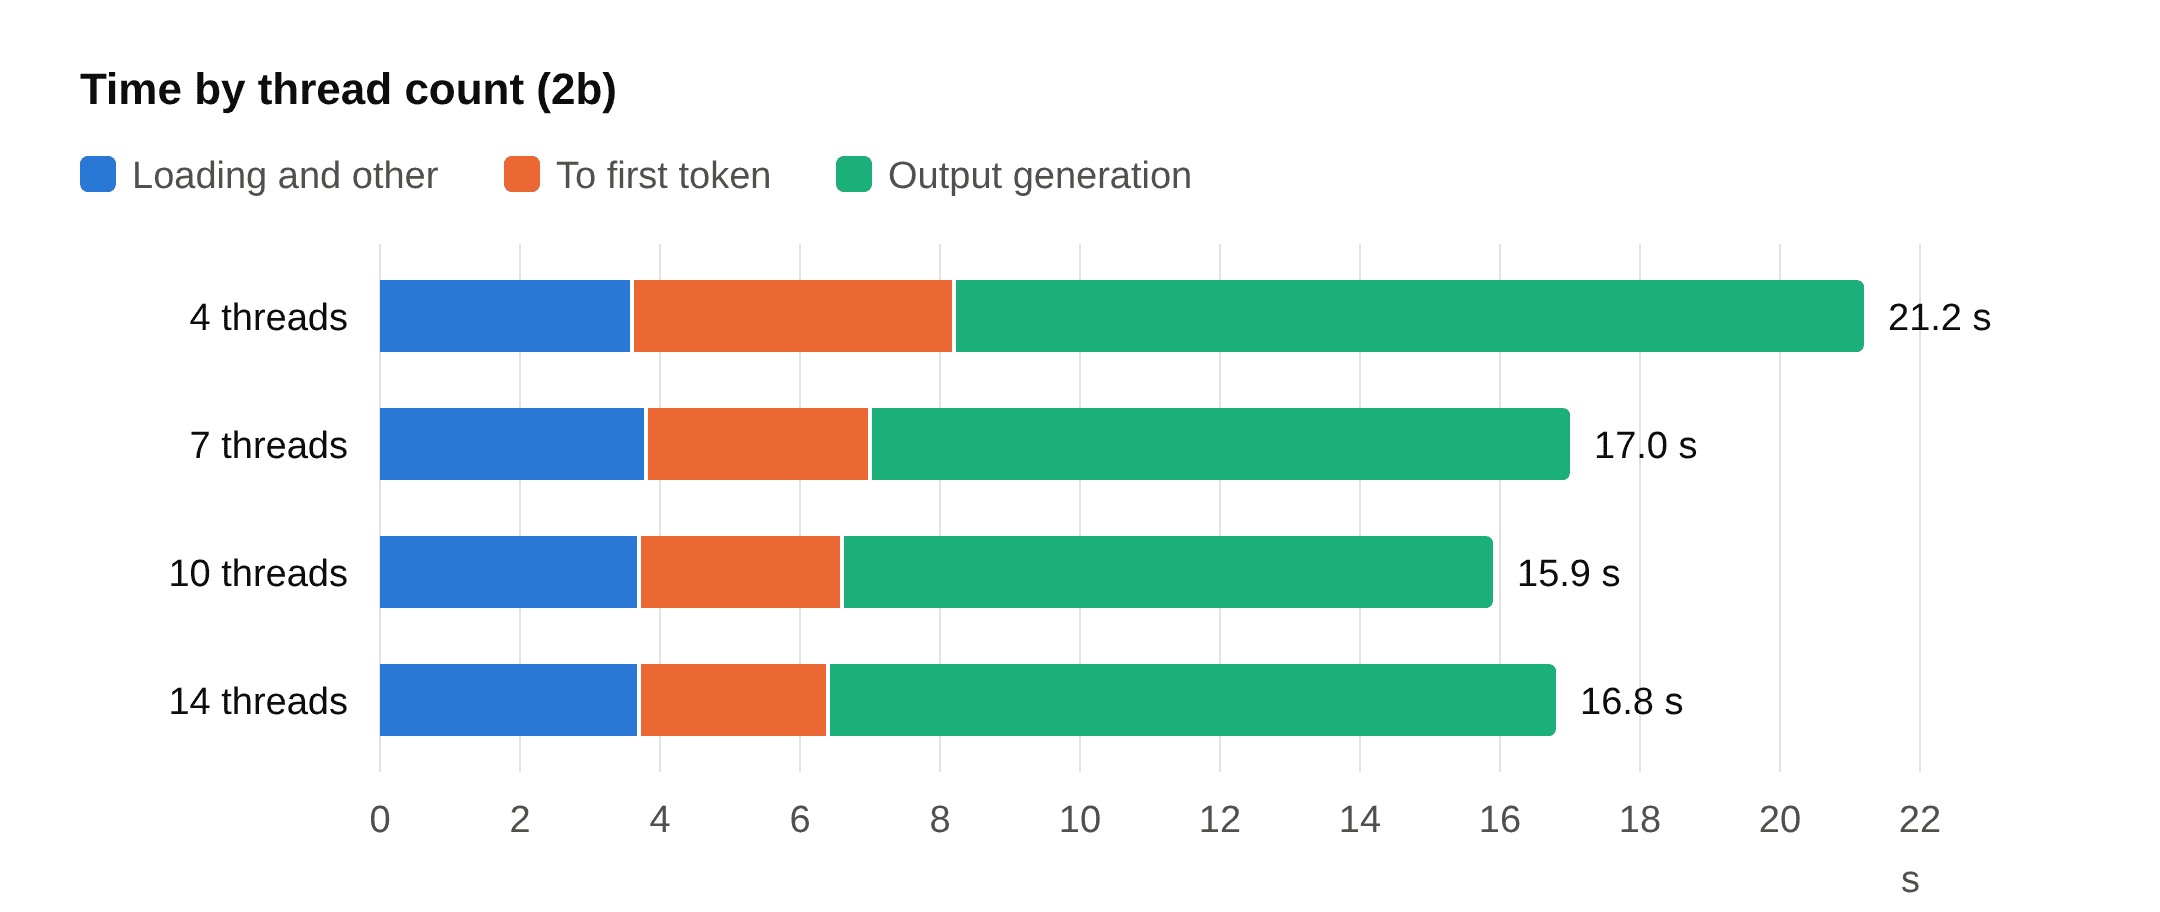 Time by thread count (2b)
Loading and other To first token Output generation
4 threads 21.2 s
7 threads 17.0 s
10 threads 15.9 s
14 threads 16.8 s
0 2 4 6 8 10 12 14 16 18 20 22
s